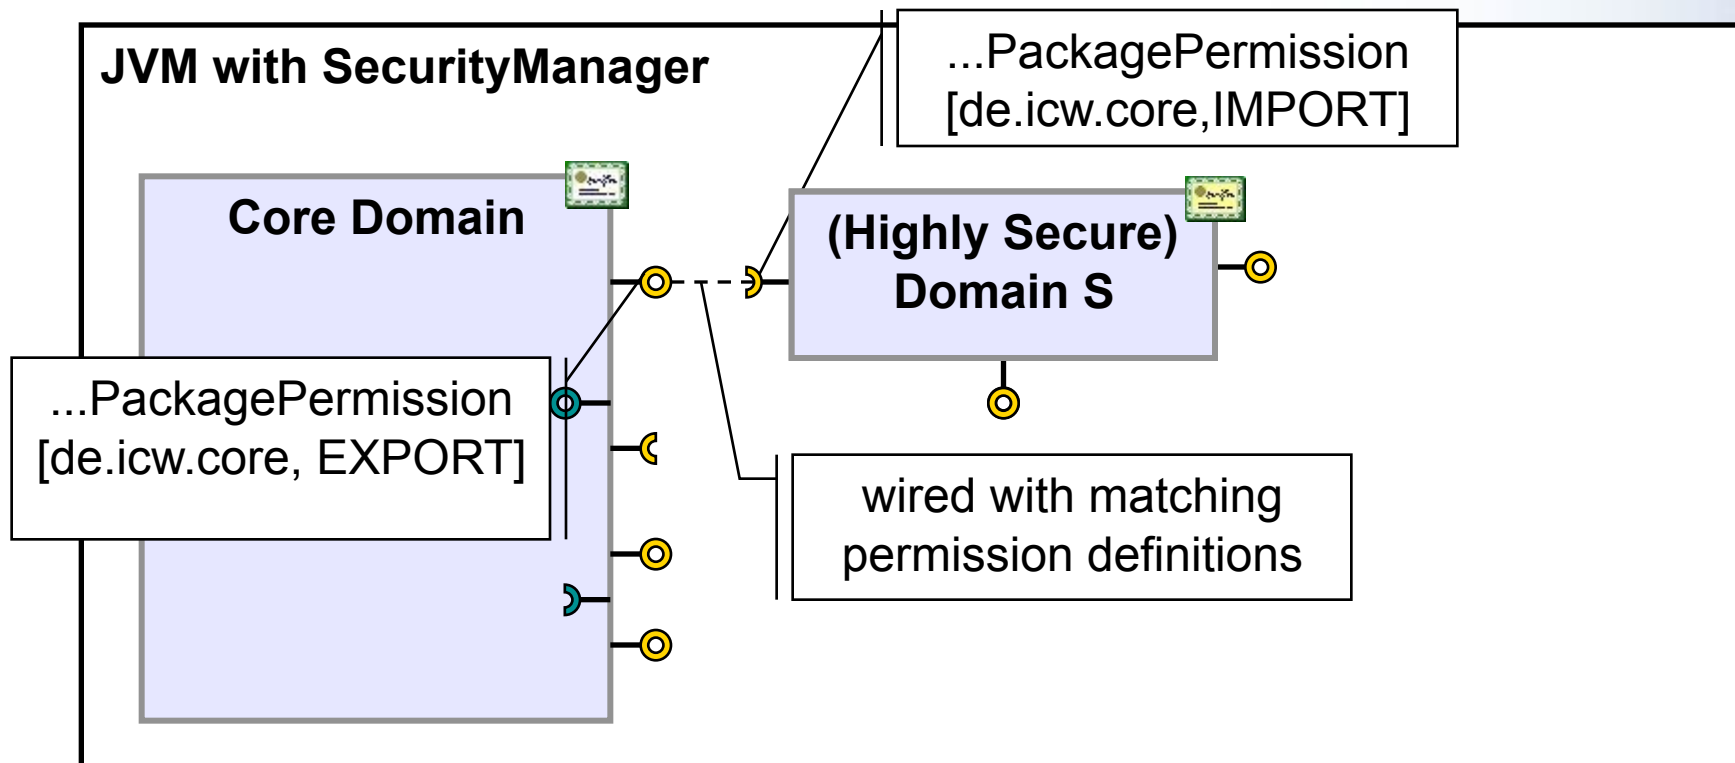 JVM with SecurityManager
...PackagePermission
[de.icw.core,IMPORT]
Core Domain
(Highly Secure)
Domain S
...PackagePermission
[de.icw.core, EXPORT]
wired with matching
permission definitions